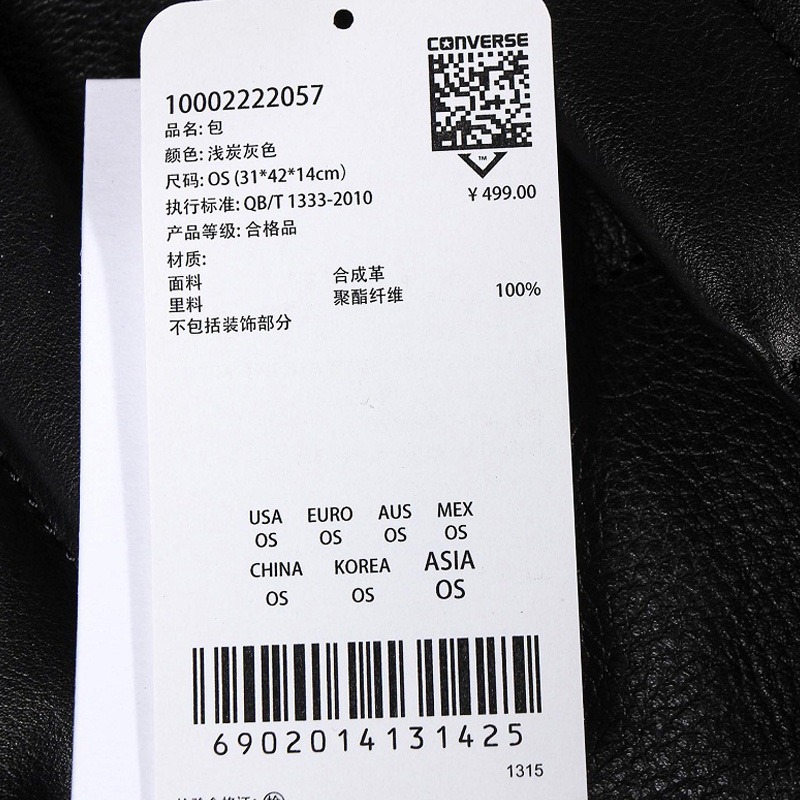 CONVERSE
10002222057
品名: 包
颜色: 浅炭灰色
尺码: OS (31*42*14cm)
TM
执行标准: QB/T 1333-2010
¥ 499.00
产品等级: 合格品
材质:
面料 合成革
里料 聚酯纤维 100%
不包括装饰部分
USA EURO AUS MEX
OS OS OS OS
CHINA KOREA ASIA
OS OS OS
6902014131425
1315